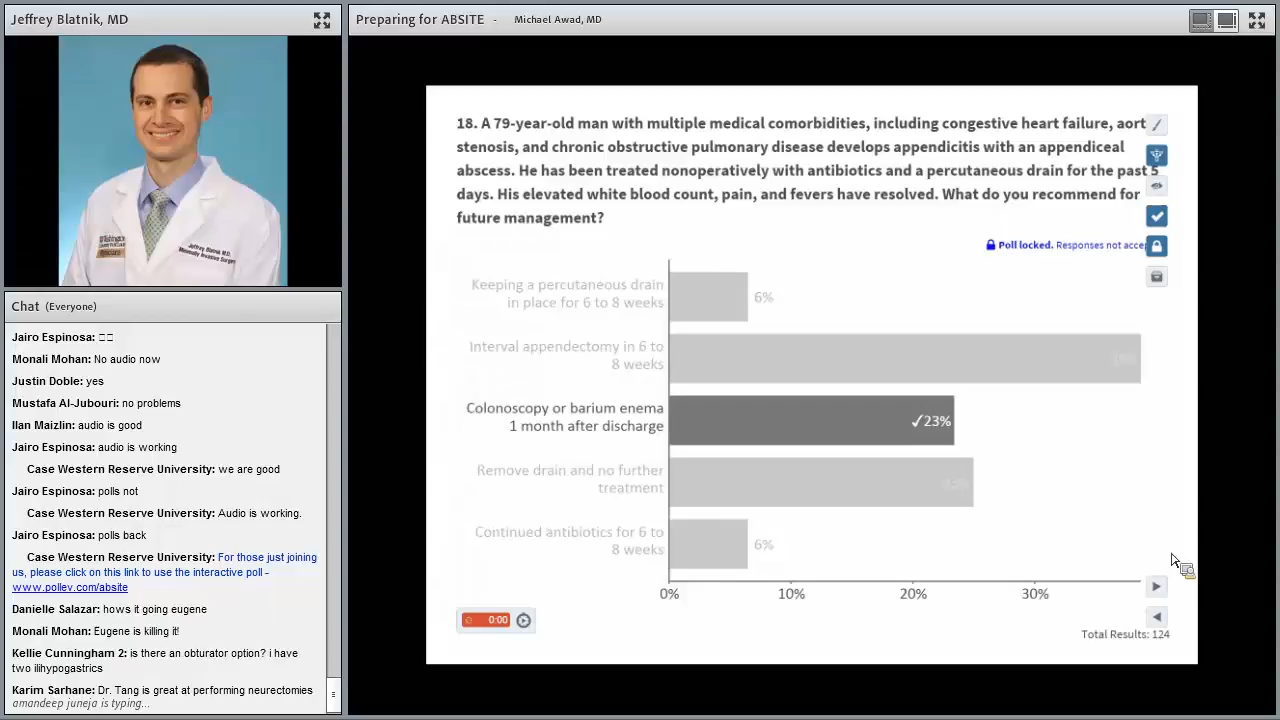 Jeffrey Blatnik, MD
Preparing for ABSITE - Michael Awad, MD
Jeffrey Blatnik, M.D.
Minimally Invasive Surgery
Chat (Everyone)
Jairo Espinosa:
Monali Mohan: No audio now
Justin Doble: yes
Mustafa Al-Jubouri: no problems
Ilan Maizlin: audio is good
Jairo Espinosa: audio is working
Case Western Reserve University: we are good
Jairo Espinosa: polls not
Case Western Reserve University: Audio is working.
Jairo Espinosa: polls back
Case Western Reserve University: For those just joining
us, please click on this link to use the interactive poll -
www.pollev.com/absite
Danielle Salazar: hows it going eugene
Monali Mohan: Eugene is killing it!
Kellie Cunningham 2: is there an obturator option? i have
two ilihypogastrics
Karim Sarhane: Dr. Tang is great at performing neurectomies
amandeep juneja is typing...
18. A 79-year-old man with multiple medical comorbidities, including congestive heart failure, aort
stenosis, and chronic obstructive pulmonary disease develops appendicitis with an appendiceal
abscess. He has been treated nonoperatively with antibiotics and a percutaneous drain for the past 5
days. His elevated white blood count, pain, and fevers have resolved. What do you recommend for
future management?
Poll locked. Responses not accep
Keeping a percutaneous drain
in place for 6 to 8 weeks
6%
Interval appendectomy in 6 to
8 weeks
Colonoscopy or barium enema
1 month after discharge
✓23%
Remove drain and no further
treatment
Continued antibiotics for 6 to
8 weeks
6%
0% 10% 20% 30%
0:00
Total Results: 124